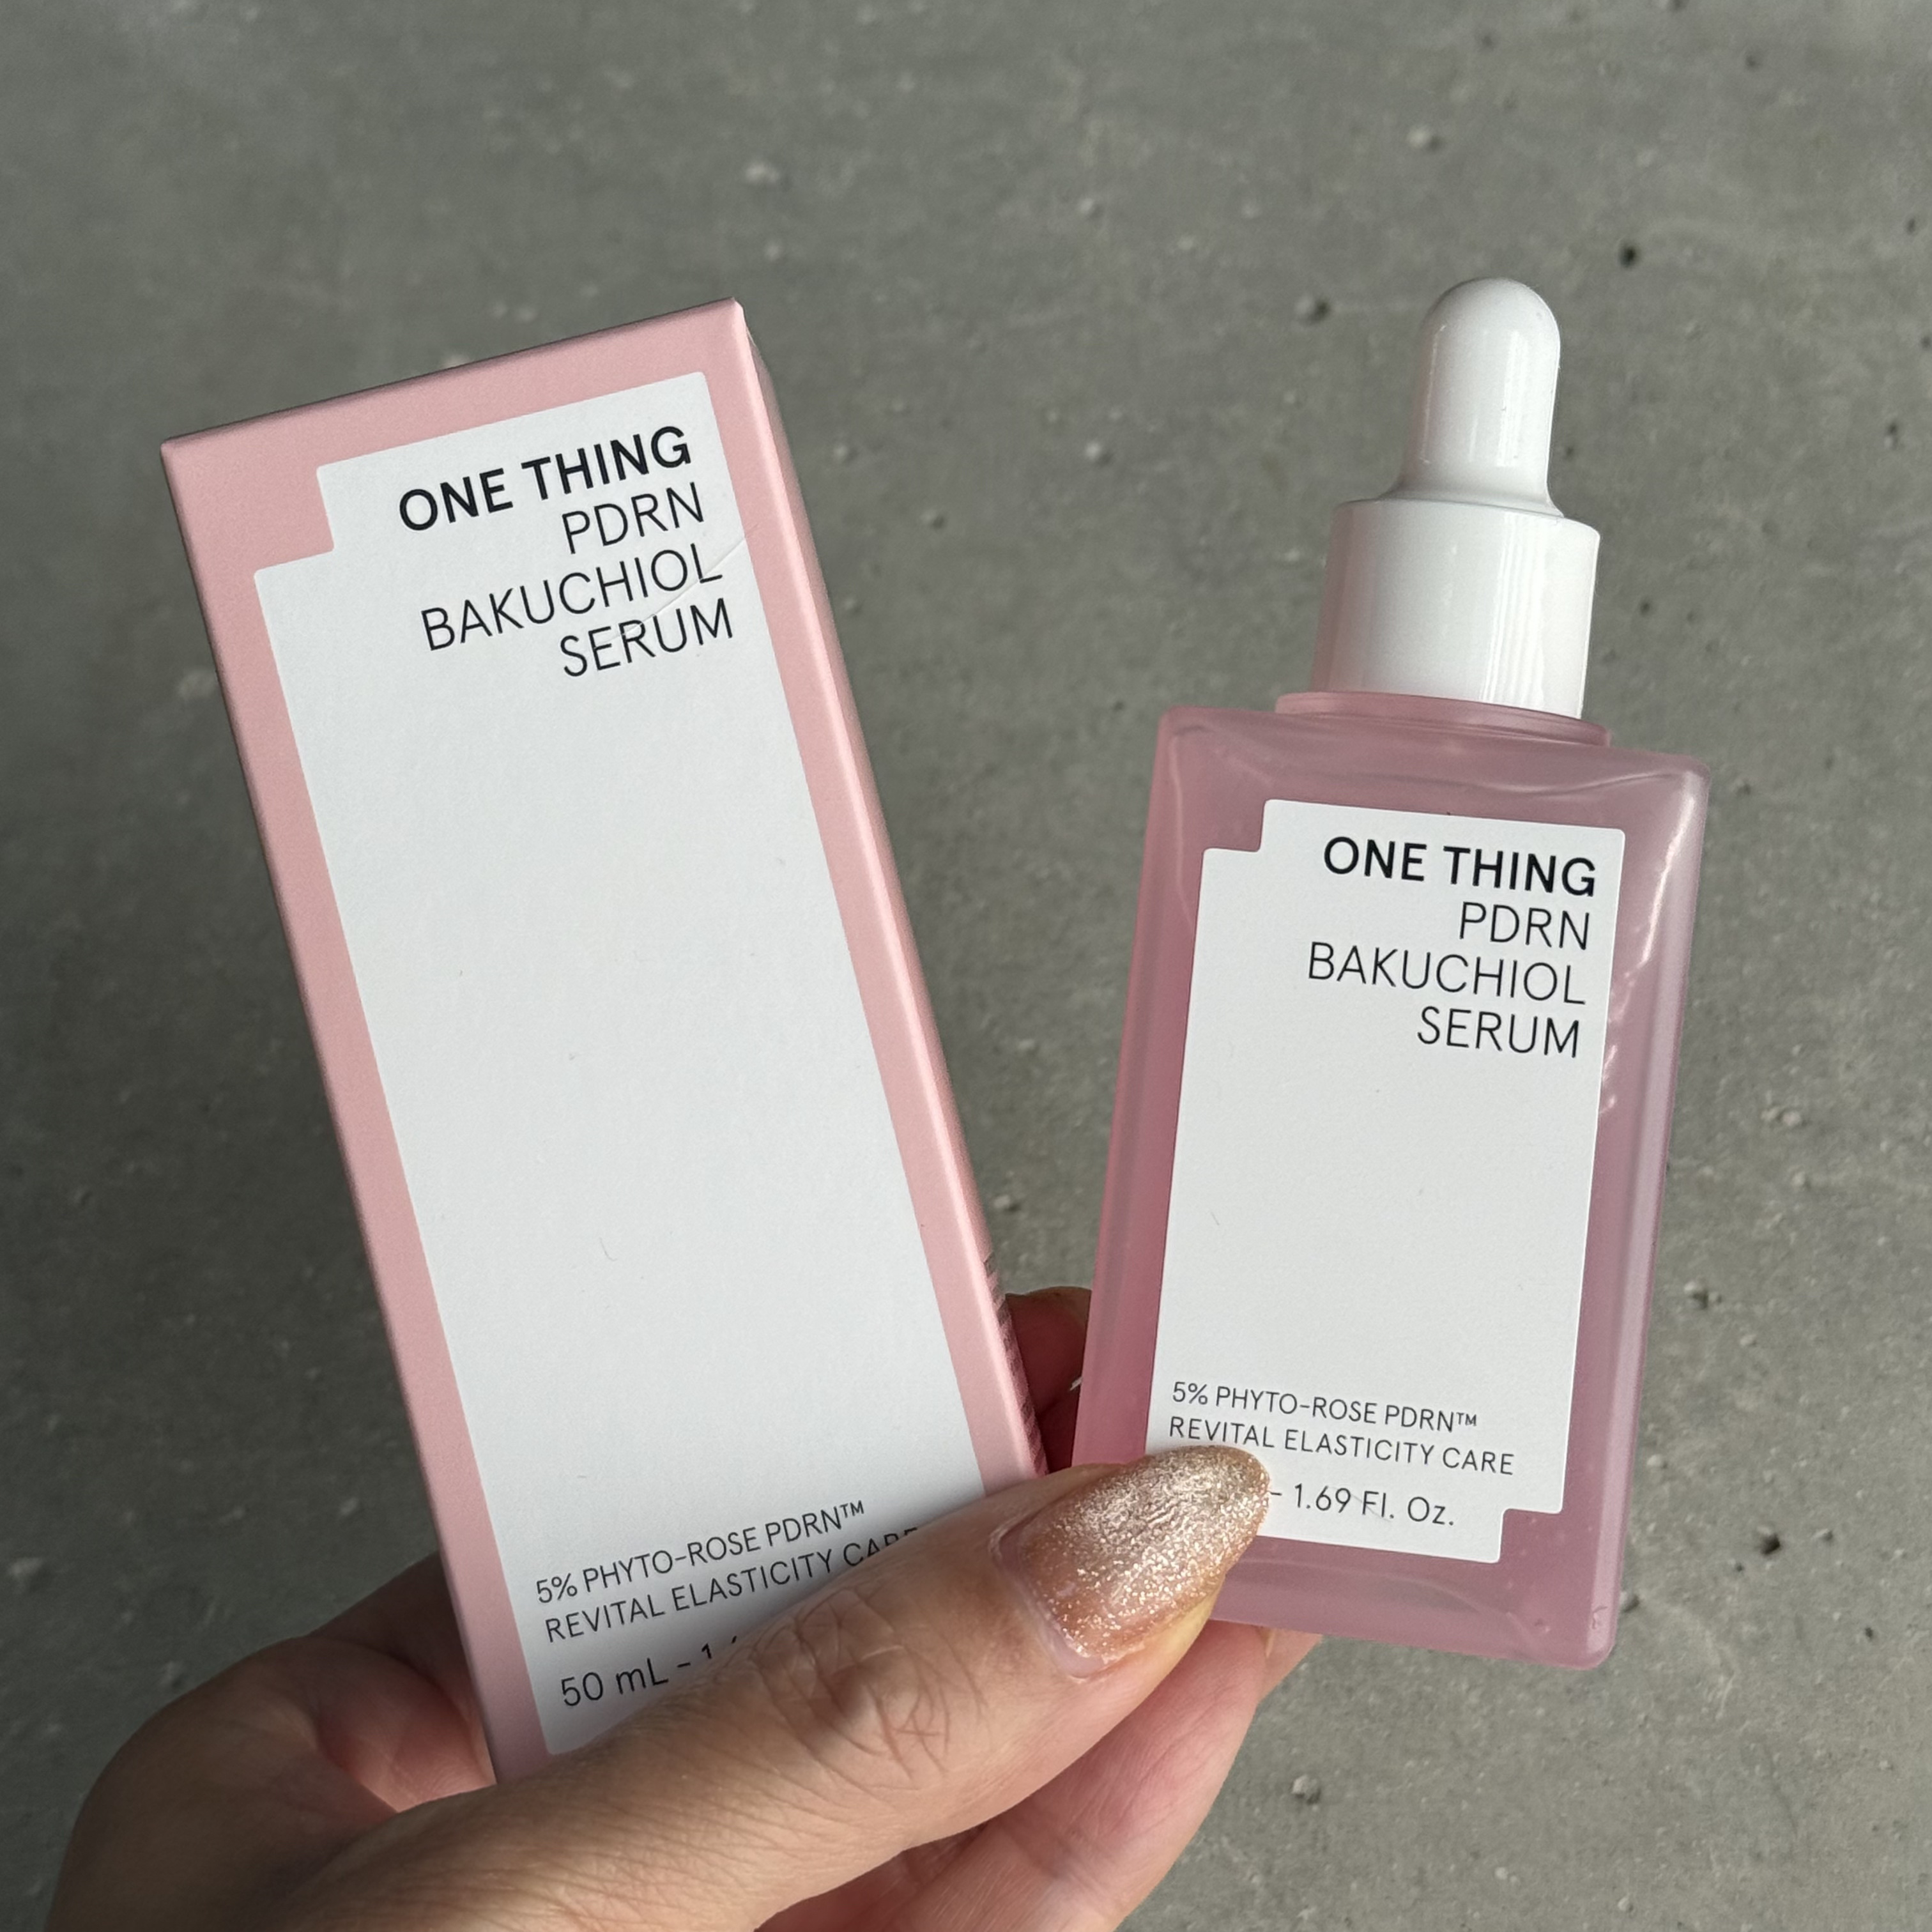 ONE THING
PDRN
BAKUCHIOL
SERUM
5% PHYTO-ROSE PDRN™
REVITAL ELASTICITY
50 mL - 1
ONE THING
PDRN
BAKUCHIOL
SERUM
5% PHYTO-ROSE PDRN™
REVITAL ELASTICITY CARE
- 1.69 Fl. Oz.